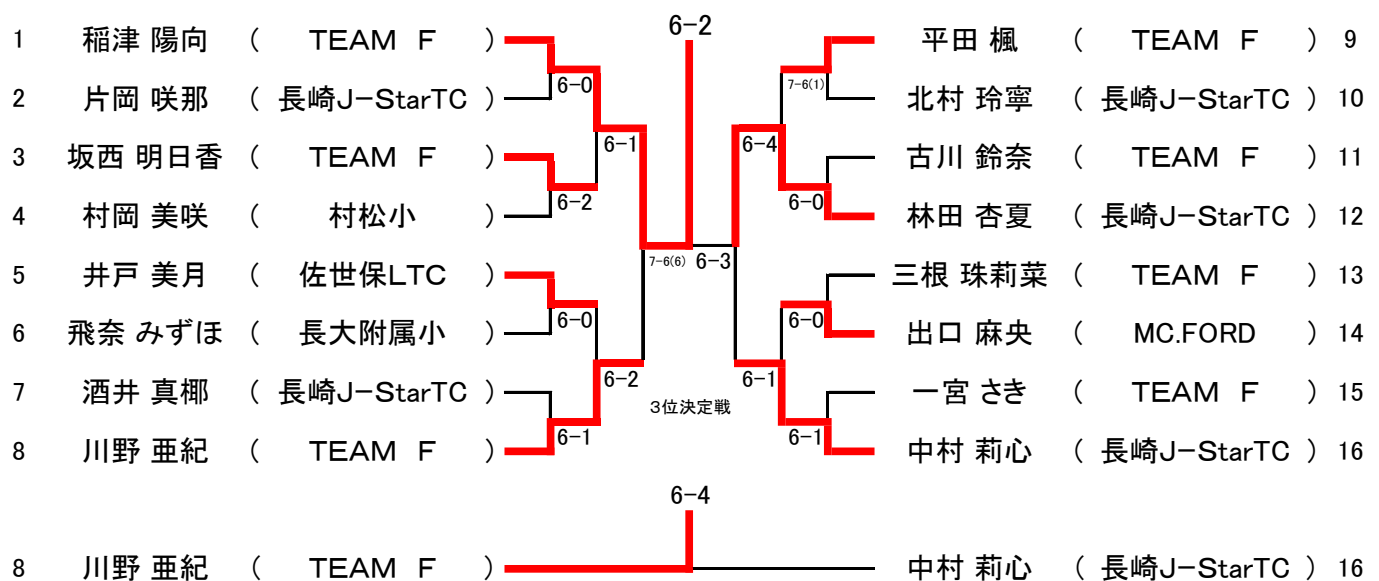 6-2
1 稲津 陽向 ( TEAM F ) 平田 楓 ( TEAM F ) 9
6-0 7-6(1)
2 片岡 咲那 ( 長崎J-StarTC ) 北村 玲寧 ( 長崎J-StarTC ) 10
6-1 6-4
3 坂西 明日香 ( TEAM F ) 古川 鈴奈 ( TEAM F ) 11
6-2 6-0
4 村岡 美咲 ( 村松小 ) 林田 杏夏 ( 長崎J-StarTC ) 12
7-6(6) 6-3
5 井戸 美月 ( 佐世保LTC ) 三根 珠莉菜 ( TEAM F ) 13
6-0 6-0
6 飛奈 みずほ ( 長大附属小 ) 出口 麻央 ( MC.FORD ) 14
6-2 6-1
7 酒井 真梛 ( 長崎J-StarTC ) 一宮 さき ( TEAM F ) 15
3位決定戦
6-1 6-1
8 川野 亜紀 ( TEAM F ) 中村 莉心 ( 長崎J-StarTC ) 16
6-4
8 川野 亜紀 ( TEAM F ) 中村 莉心 ( 長崎J-StarTC ) 16